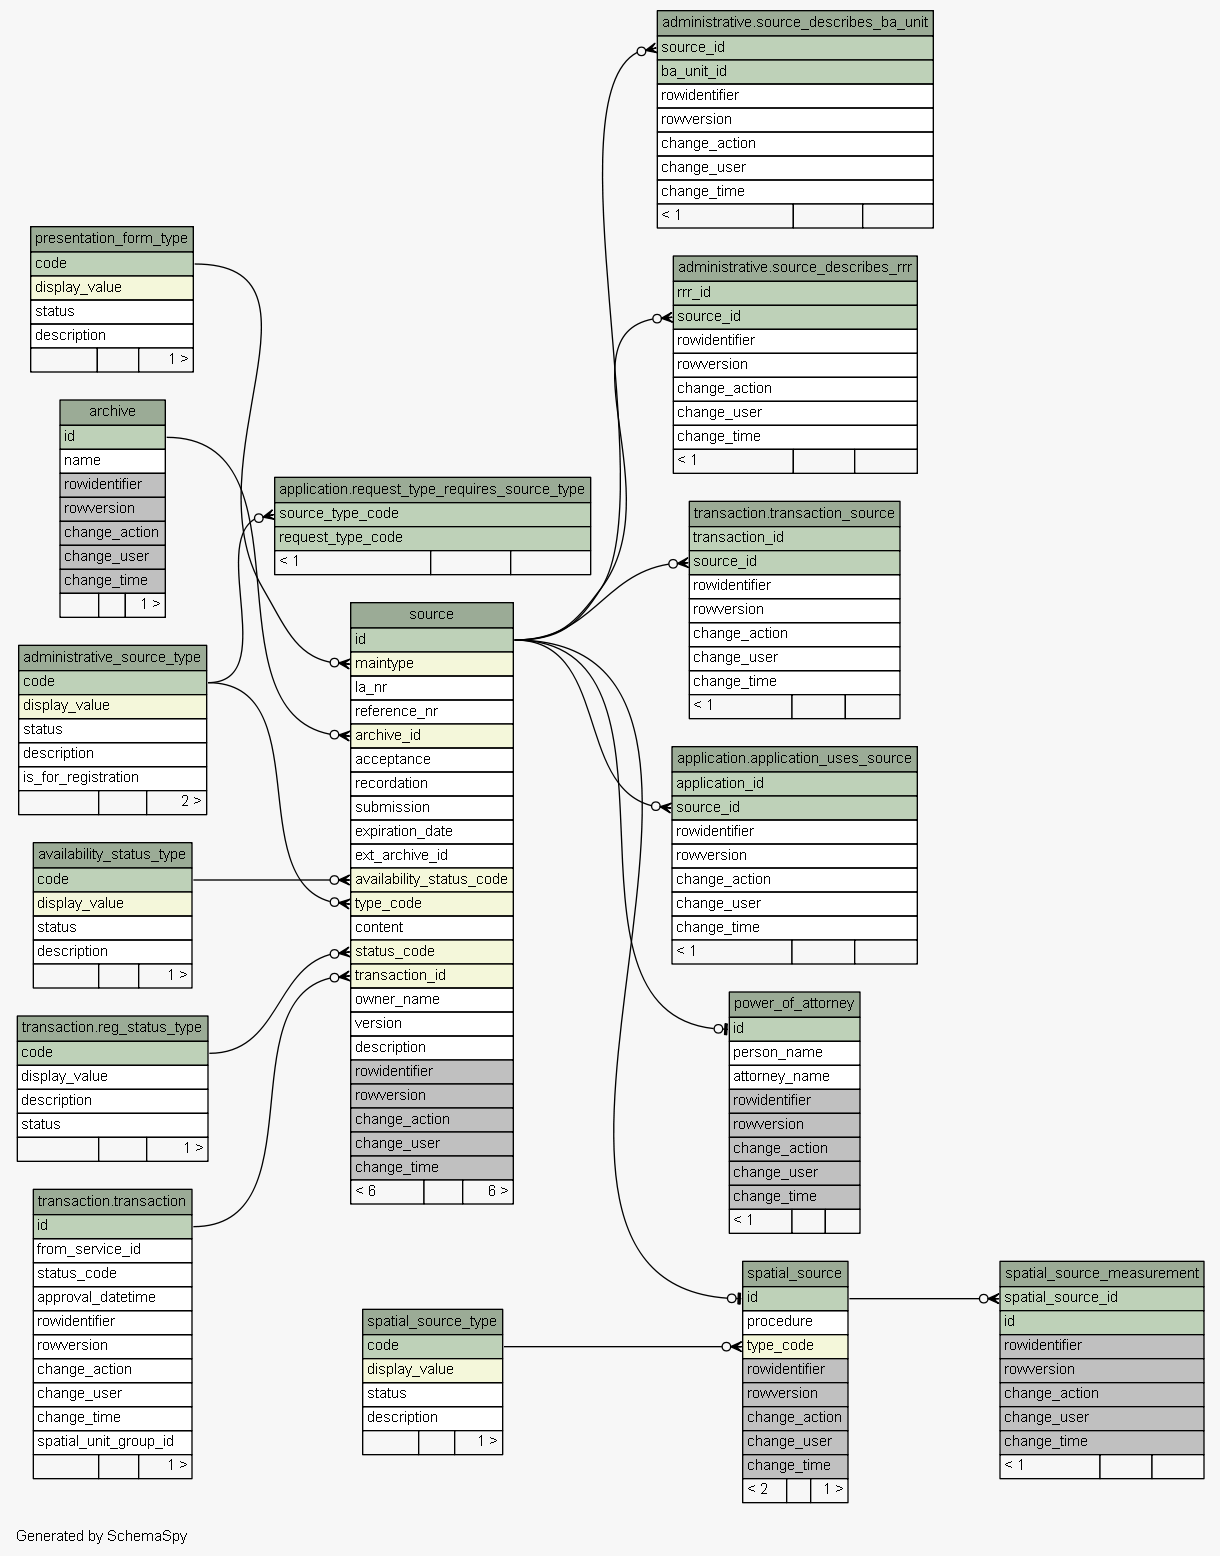 administrative.source_describes_ba_unit
source_id
ba_unit_id
rowidentifier
rowversion
change_action
change_user
change_time
< 1
presentation_form_type
code
display_value
status
description
1 >
administrative.source_describes_rrr
rrr_id
source_id
rowidentifier
rowversion
change_action
change_user
change_time
< 1
archive
id
name
rowidentifier
rowversion
change_action
change_user
change_time
1 >
application.request_type_requires_source_type
source_type_code
request_type_code
< 1
transaction.transaction_source
transaction_id
source_id
rowidentifier
rowversion
change_action
change_user
change_time
< 1
source
id
maintype
la_nr
reference_nr
archive_id
acceptance
recordation
submission
expiration_date
ext_archive_id
availability_status_code
type_code
content
status_code
transaction_id
owner_name
version
description
rowidentifier
rowversion
change_action
change_user
change_time
< 6
6 >
administrative_source_type
code
display_value
status
description
is_for_registration
2 >
application.application_uses_source
application_id
source_id
rowidentifier
rowversion
change_action
change_user
change_time
< 1
availability_status_type
code
display_value
status
description
1 >
power_of_attorney
id
person_name
attorney_name
rowidentifier
rowversion
change_action
change_user
change_time
< 1
transaction.reg_status_type
code
display_value
description
status
1 >
transaction.transaction
id
from_service_id
status_code
approval_datetime
rowidentifier
rowversion
change_action
change_user
change_time
spatial_unit_group_id
1 >
spatial_source_type
code
display_value
status
description
1 >
spatial_source
id
procedure
type_code
rowidentifier
rowversion
change_action
change_user
change_time
< 2
1 >
spatial_source_measurement
spatial_source_id
id
rowidentifier
rowversion
change_action
change_user
change_time
< 1
Generated by SchemaSpy